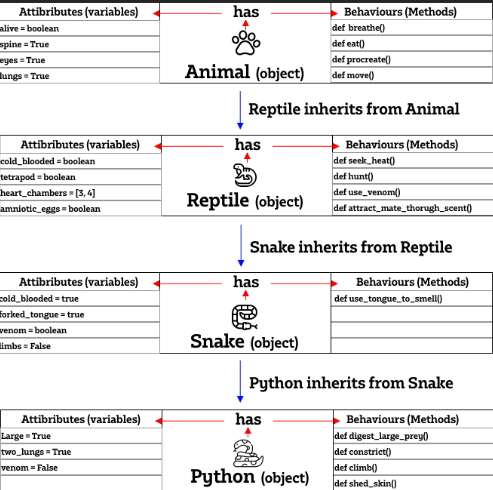 Attibributes (variables) has Behaviours (Methods)
alive = boolean def breathe()
spine = True def eat()
eyes = True def procreate()
lungs = True Animal (object) def move()
Reptile inherits from Animal
Attibributes (variables) has Behaviours (Methods)
cold_blooded = boolean def seek_heat()
tetrapod = boolean def hunt()
heart_chambers = [3, 4] def use_venom()
amniotic_eggs = boolean Reptile (object) def attract_mate_thorugh_scent()
Snake inherits from Reptile
Attibributes (variables) has Behaviours (Methods)
cold_blooded = true def use_tongue_to_smell()
forked_tongue = true
venom = boolean
limbs = False Snake (object)
Python inherits from Snake
Attibributes (variables) has Behaviours (Methods)
Large = True def digest_large_prey()
two_lungs = True def constrict()
venom = False def climb()
Python (object) def shed_skin()